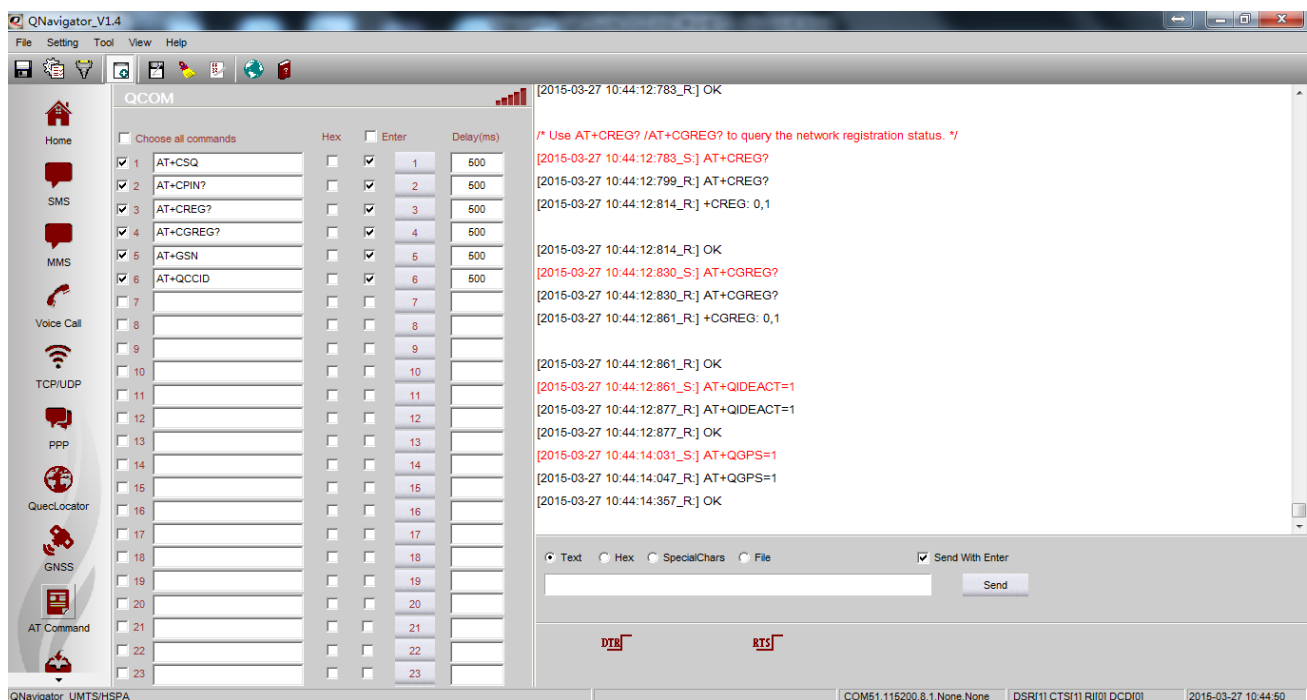 QNavigator_V1.4
File Setting Tool View Help
QCOM
Home
SMS
MMS
Voice Call
TCP/UDP
PPP
QuecLocator
GNSS
AT Command
Choose all commands Hex Enter Delay(ms)
1 AT+CSQ 1 500
2 AT+CPIN? 2 500
3 AT+CREG? 3 500
4 AT+CGREG? 4 500
5 AT+GSN 5 500
6 AT+QCCID 6 500
7 7
8 8
9 9
10 10
11 11
12 12
13 13
14 14
15 15
16 16
17 17
18 18
19 19
20 20
21 21
22 22
23 23
[2015-03-27 10:44:12:783_R:] OK
/* Use AT+CREG? /AT+CGREG? to query the network registration status. */
[2015-03-27 10:44:12:783_S:] AT+CREG?
[2015-03-27 10:44:12:799_R:] AT+CREG?
[2015-03-27 10:44:12:814_R:] +CREG: 0,1
[2015-03-27 10:44:12:814_R:] OK
[2015-03-27 10:44:12:830_S:] AT+CGREG?
[2015-03-27 10:44:12:830_R:] AT+CGREG?
[2015-03-27 10:44:12:861_R:] +CGREG: 0,1
[2015-03-27 10:44:12:861_R:] OK
[2015-03-27 10:44:12:861_S:] AT+QIDEACT=1
[2015-03-27 10:44:12:877_R:] AT+QIDEACT=1
[2015-03-27 10:44:12:877_R:] OK
[2015-03-27 10:44:14:031_S:] AT+QGPS=1
[2015-03-27 10:44:14:047_R:] AT+QGPS=1
[2015-03-27 10:44:14:357_R:] OK
Text Hex SpecialChars File Send With Enter
Send
DTR RTS
QNavigator_UMTS/HSPA COM51,115200,8,1,None,None DSR[1] CTS[1] RI[0] DCD[0] 2015-03-27 10:44:50